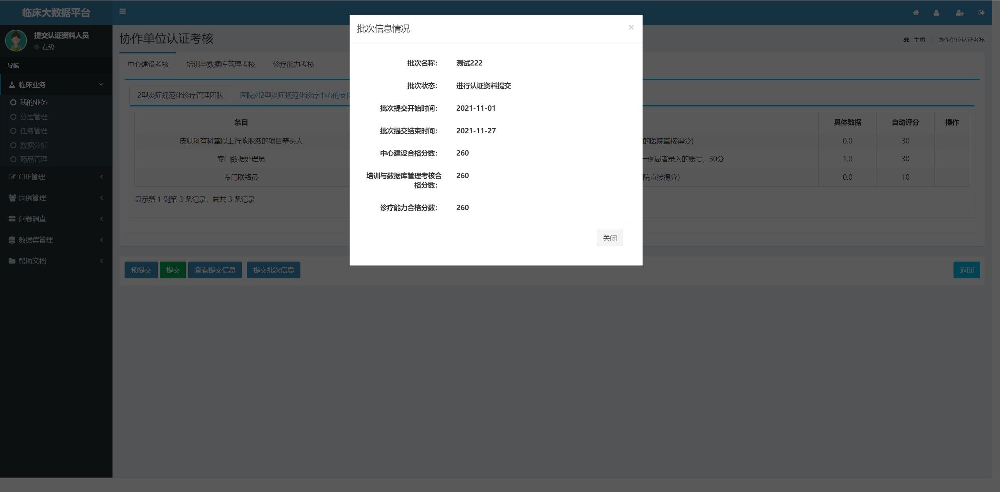 临床大数据平台
提交认证资料人员
在线
导航
临床业务
我的业务
分层管理
任务管理
数据分析
药品管理
CRF管理
病例管理
问卷调查
数据集管理
帮助文档
协作单位认证考核
主页 > 协作单位认证考核
中心建设考核 培训与数据库管理考核 诊疗能力考核
2型炎症规范化诊疗管理团队 医院对2型炎症规范化诊疗中心的支持
条目 具体数据 自动评分 操作
皮肤科有科室以上行政职务的项目牵头人 的医院直接得分） 0.0 30
专门数据处理员 一例患者录入的账号，30分 1.0 30
专门联络员 院直接得分） 0.0 10
显示第 1 到第 3 条记录，总共 3 条记录
预提交 提交 查看提交信息 提交批次信息 返回
批次信息情况 ×
批次名称： 测试222
批次状态： 进行认证资料提交
批次提交开始时间： 2021-11-01
批次提交结束时间： 2021-11-27
中心建设合格分数： 260
培训与数据库管理考核合 260
格分数：
诊疗能力合格分数： 260
关闭